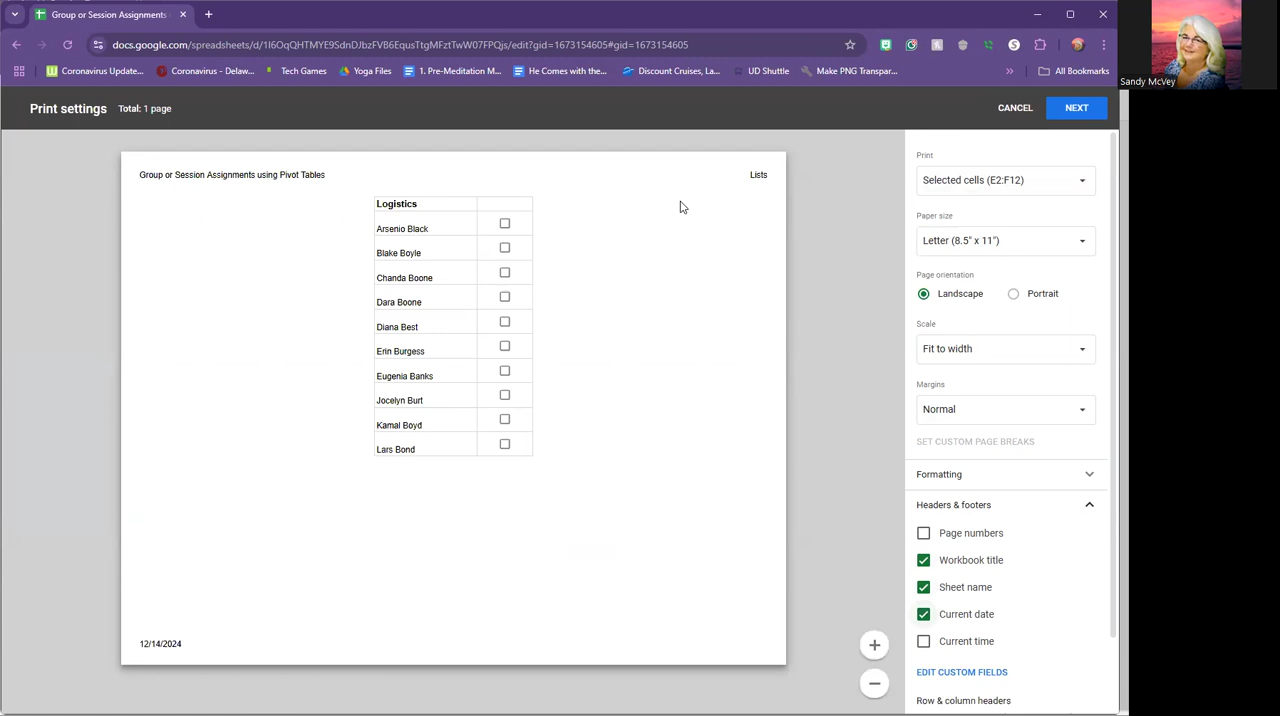 Group or Session Assignments
docs.google.com/spreadsheets/d/1I6OqQHTMYE9SdnDJbzFVB6EqusTtgMFztTwW07FPQjs/edit?gid=1673154605#gid=1673154605
Coronavirus Update...
Coronavirus - Delaw...
Tech Games
Yoga Files
1. Pre-Meditation M...
He Comes with the...
Discount Cruises, La...
UD Shuttle
Make PNG Transpar...
All Bookmarks
Sandy McVey
Print settings
Total: 1 page
CANCEL
NEXT
Group or Session Assignments using Pivot Tables
Lists
Logistics
Arsenio Black
Blake Boyle
Chanda Boone
Dara Boone
Diana Best
Erin Burgess
Eugenia Banks
Jocelyn Burt
Kamal Boyd
Lars Bond
12/14/2024
Print
Selected cells (E2:F12)
Paper size
Letter (8.5" x 11")
Page orientation
Landscape
Portrait
Scale
Fit to width
Margins
Normal
SET CUSTOM PAGE BREAKS
Formatting
Headers & footers
Page numbers
Workbook title
Sheet name
Current date
Current time
EDIT CUSTOM FIELDS
Row & column headers